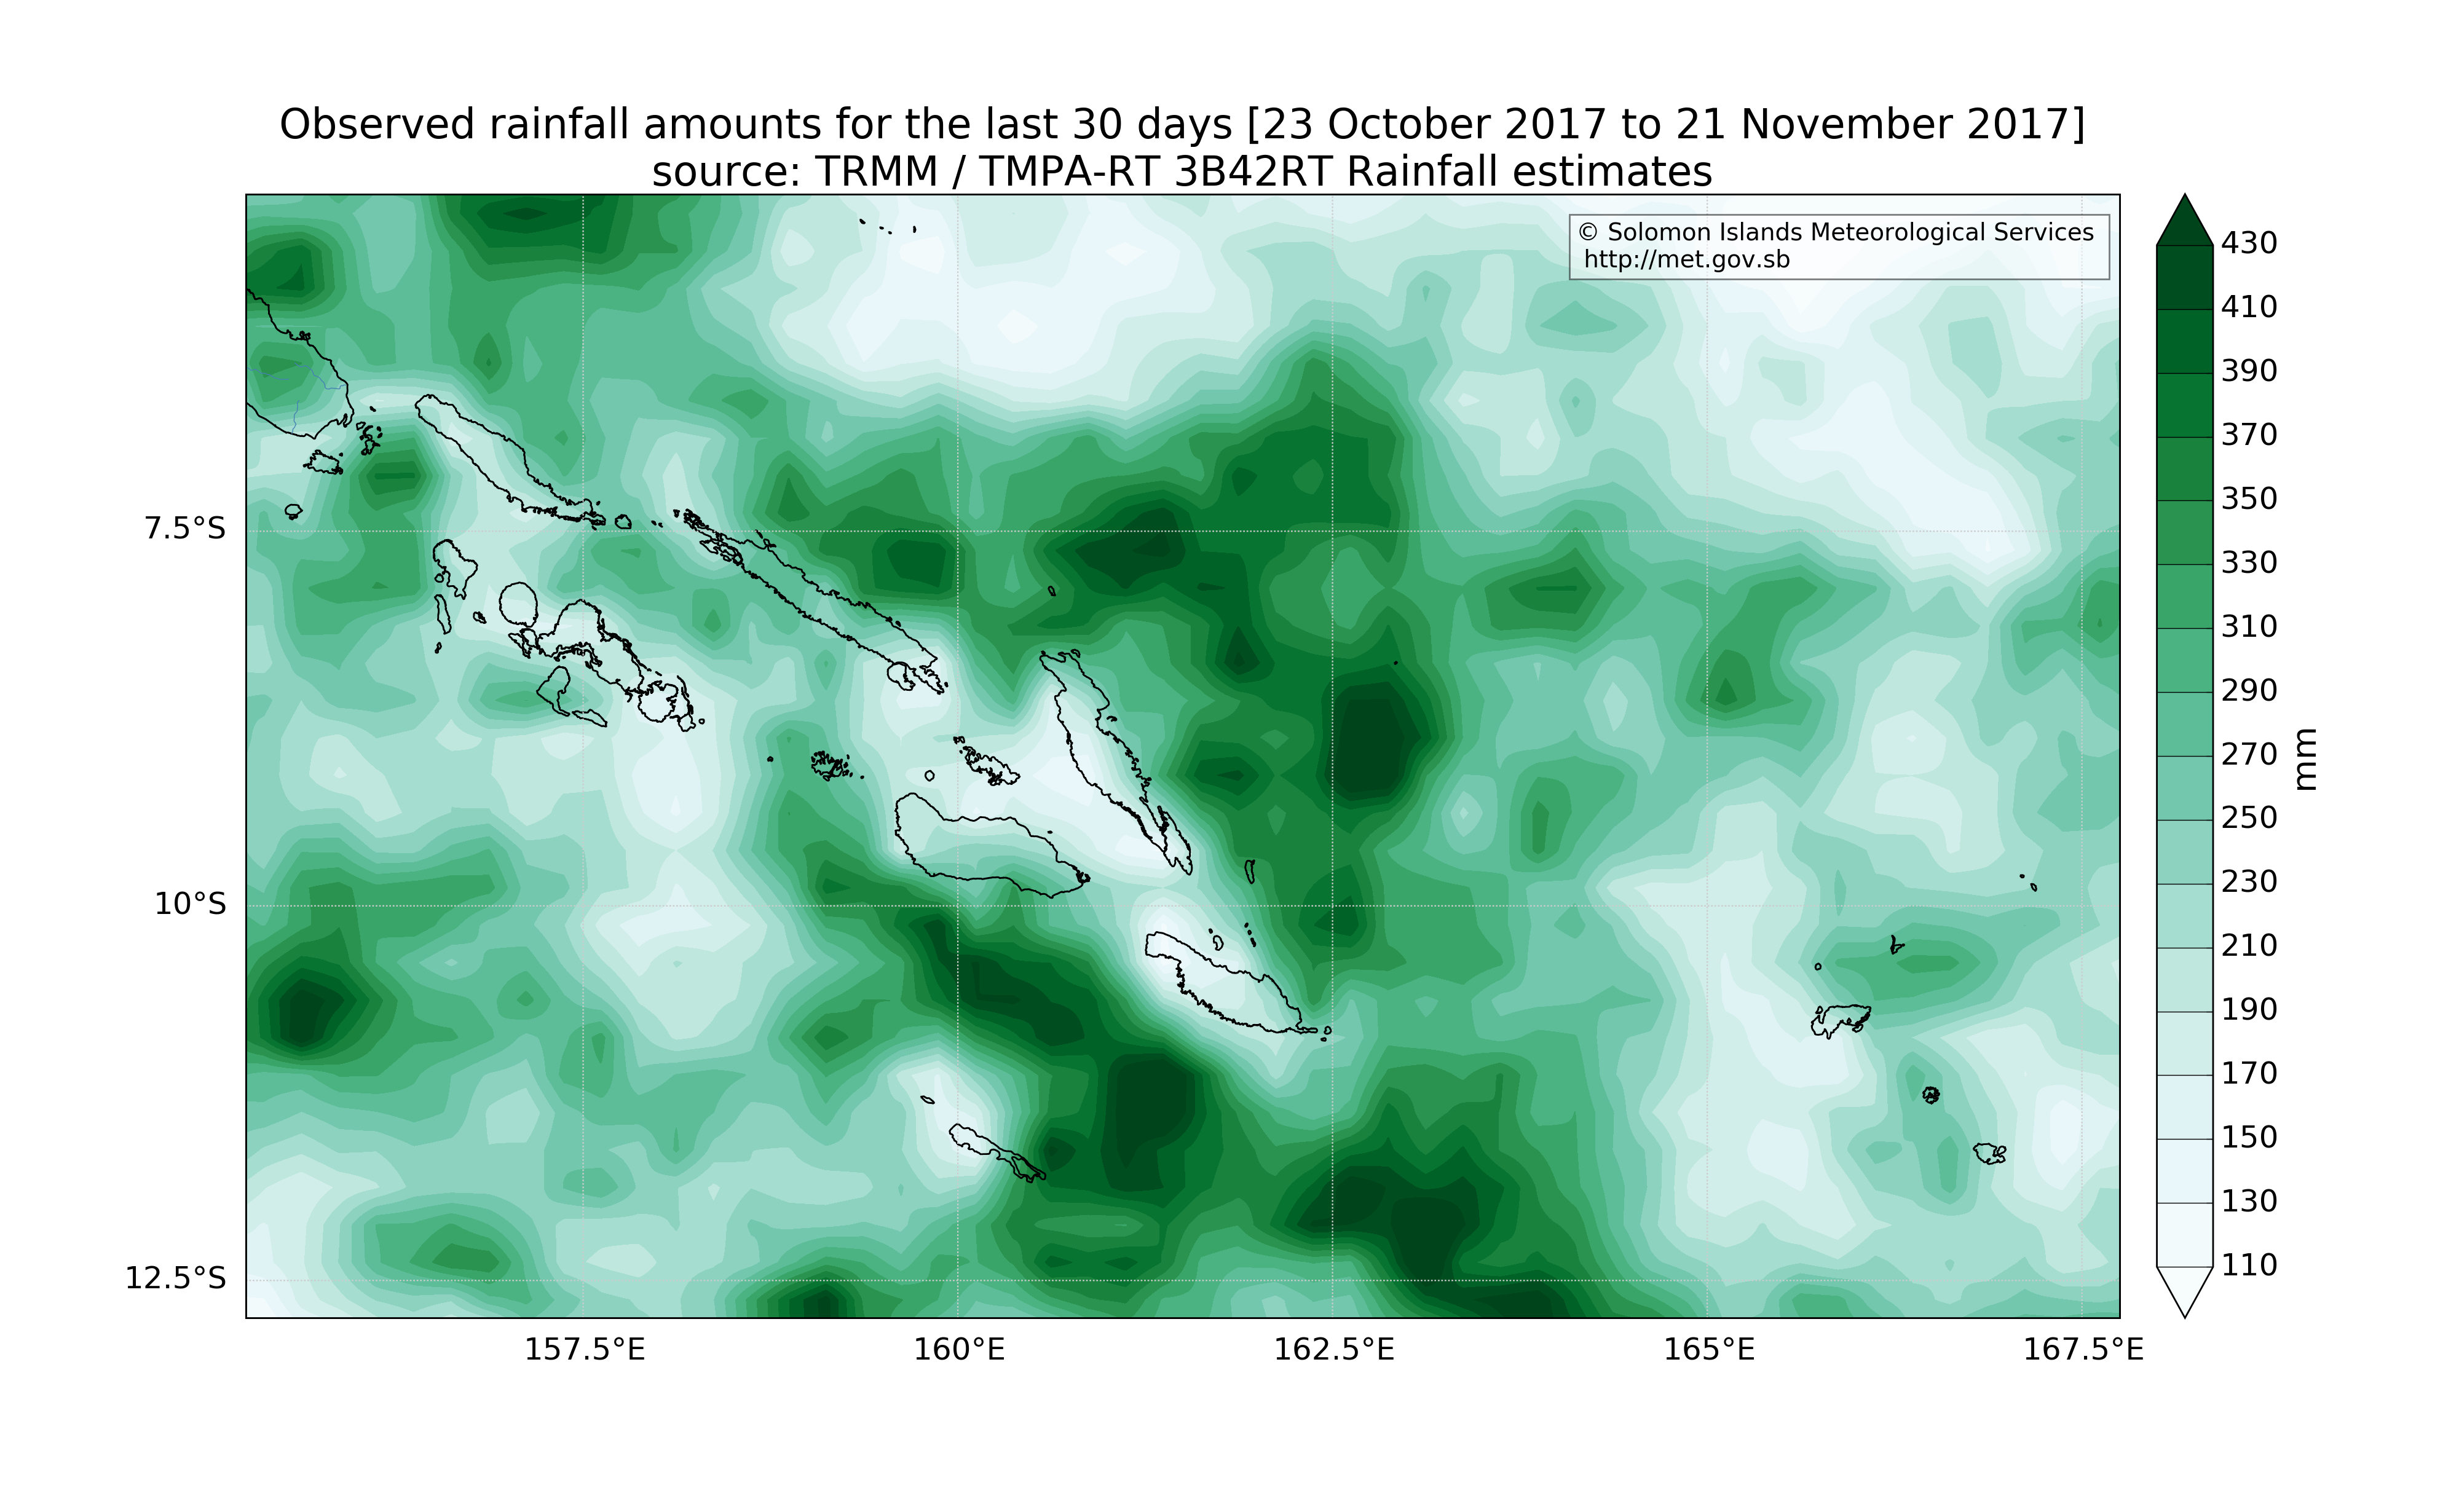 Observed rainfall amounts for the last 30 days [23 October 2017 to 21 November 2017]
source: TRMM / TMPA-RT 3B42RT Rainfall estimates
© Solomon Islands Meteorological Services
http://met.gov.sb
7.5°S
10°S
12.5°S
157.5°E
160°E
162.5°E
165°E
167.5°E
430
410
390
370
350
330
310
290
270
250
230
210
190
170
150
130
110
mm